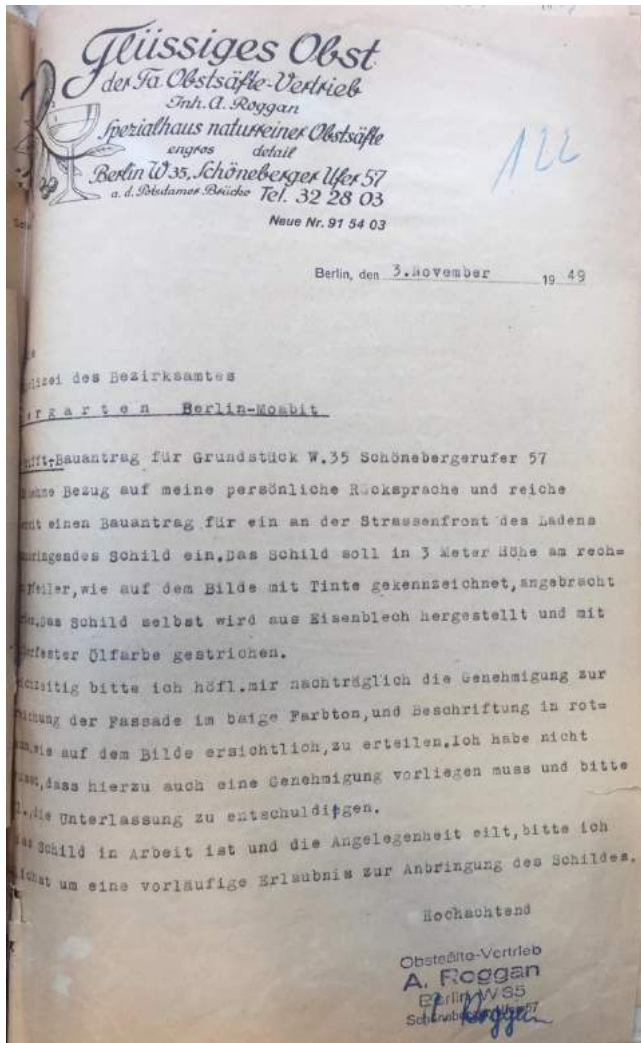 Flüssiges Obst
der Fa. Obstsäfte-Vertrieb
Inh. A. Roggan
Spezialhaus naturreiner Obstsäfte
engros detail
Berlin W 35, Schöneberger Ufer 57
a. d. Potsdamer Brücke Tel. 32 28 03
Neue Nr. 91 54 03
122
Berlin, den 3.November 19 49
des Bezirksamtes
Berlin-Moabit
Bauantrag für Grundstück W.35 Schönebergerufer 57
Bezug auf meine persönliche Rücksprache und reiche
einen Bauantrag für ein an der Strassenfront des Ladens
Schild ein.Das Schild soll in 3 Meter Höhe am rech=
wie auf dem Bilde mit Tinte gekennzeichnet,angebracht
Das Schild selbst wird aus Eisenblech hergestellt und mit
Ölfarbe gestrichen.
bitte ich höfl.mir nachträglich die Genehmigung zur
der Fassade im baige Farbton,und Beschriftung in rot=
wie auf dem Bilde ersichtlich,zu erteilen.Ich habe nicht
dass hierzu auch eine Genehmigung vorliegen muss und bitte
die Unterlassung zu entschuldigen.
Schild in Arbeit ist und die Angelegenheit eilt,bitte ich
um eine vorläufige Erlaubnis zur Anbringung des Schildes.
Hochachtend
Obstsäfte-Vertrieb
A. Roggan
Berlin W 35
Schöneberger Ufer 57
Roggan